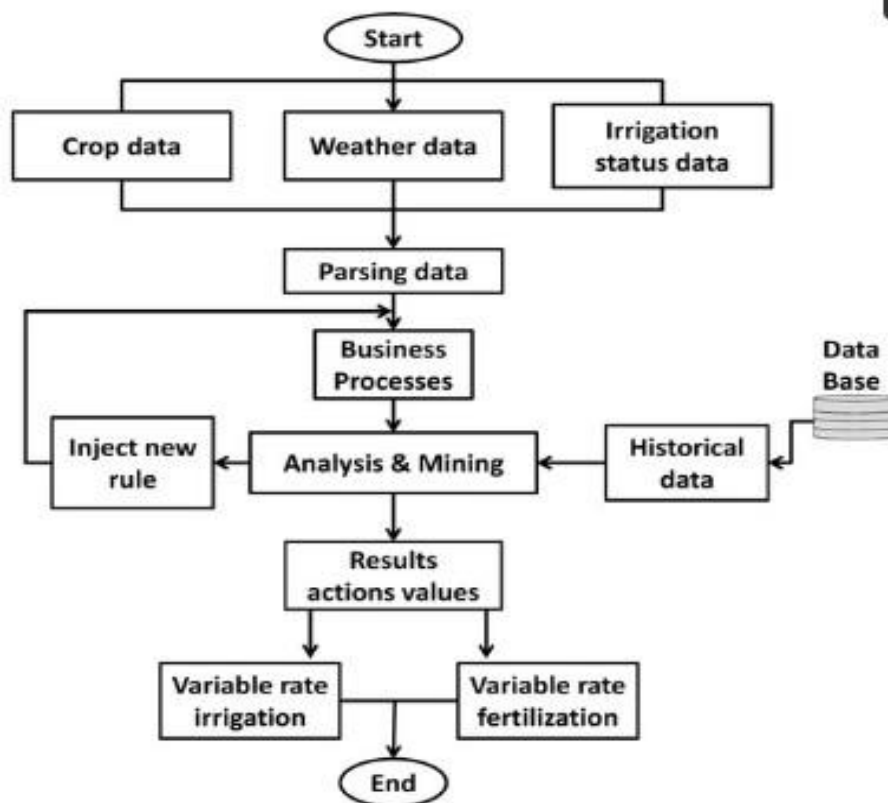 Start
Crop data
Weather data
Irrigation
status data
Parsing data
Business
Processes
Data
Base
Inject new
rule
Analysis & Mining
Historical
data
Results
actions values
Variable rate
irrigation
Variable rate
fertilization
End